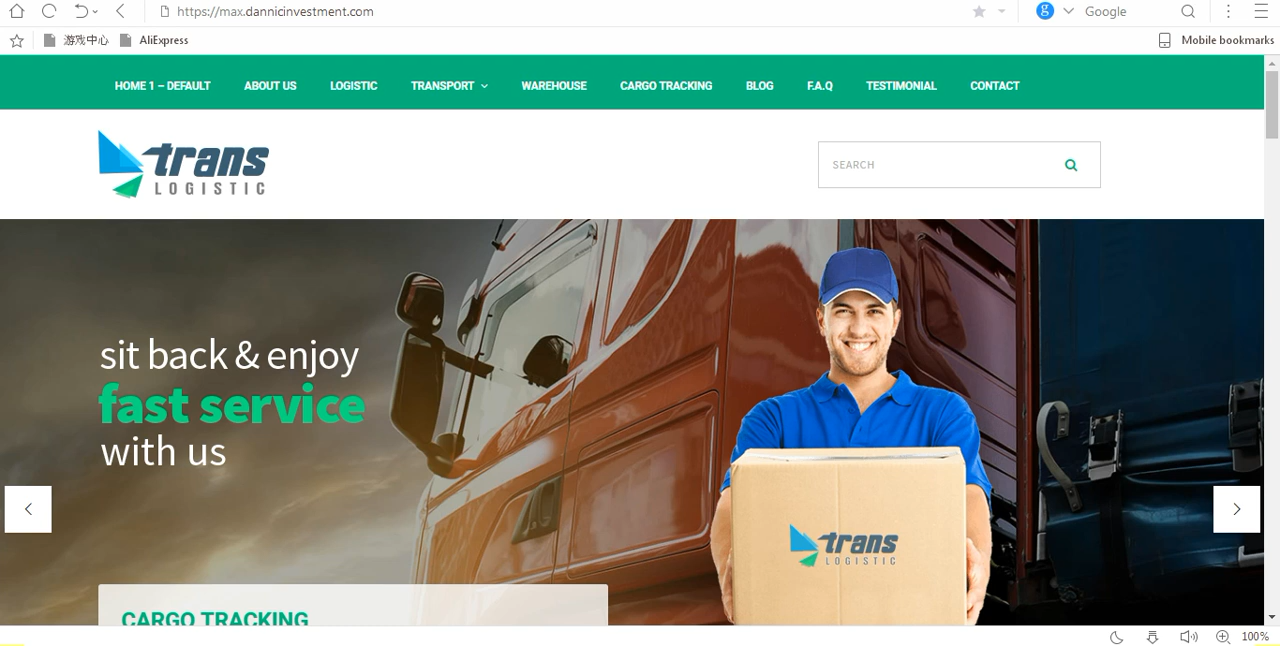 https://max.dannicinvestment.com
Google
游戏中心
AliExpress
Mobile bookmarks
HOME 1 – DEFAULT
ABOUT US
LOGISTIC
TRANSPORT
WAREHOUSE
CARGO TRACKING
BLOG
F.A.Q
TESTIMONIAL
CONTACT
trans
LOGISTIC
SEARCH
sit back & enjoy
fast service
with us
trans
LOGISTIC
CARGO TRACKING
100%